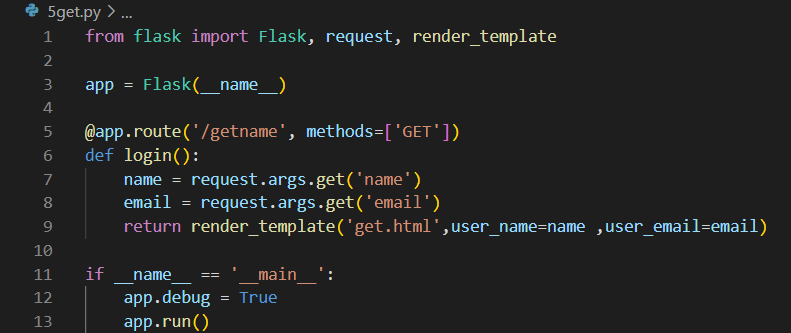 5get.py > ...
1 from flask import Flask, request, render_template
2
3 app = Flask(__name__)
4
5 @app.route('/getname', methods=['GET'])
6 def login():
7     name = request.args.get('name')
8     email = request.args.get('email')
9     return render_template('get.html',user_name=name ,user_email=email)
10
11 if __name__ == '__main__':
12     app.debug = True
13     app.run()